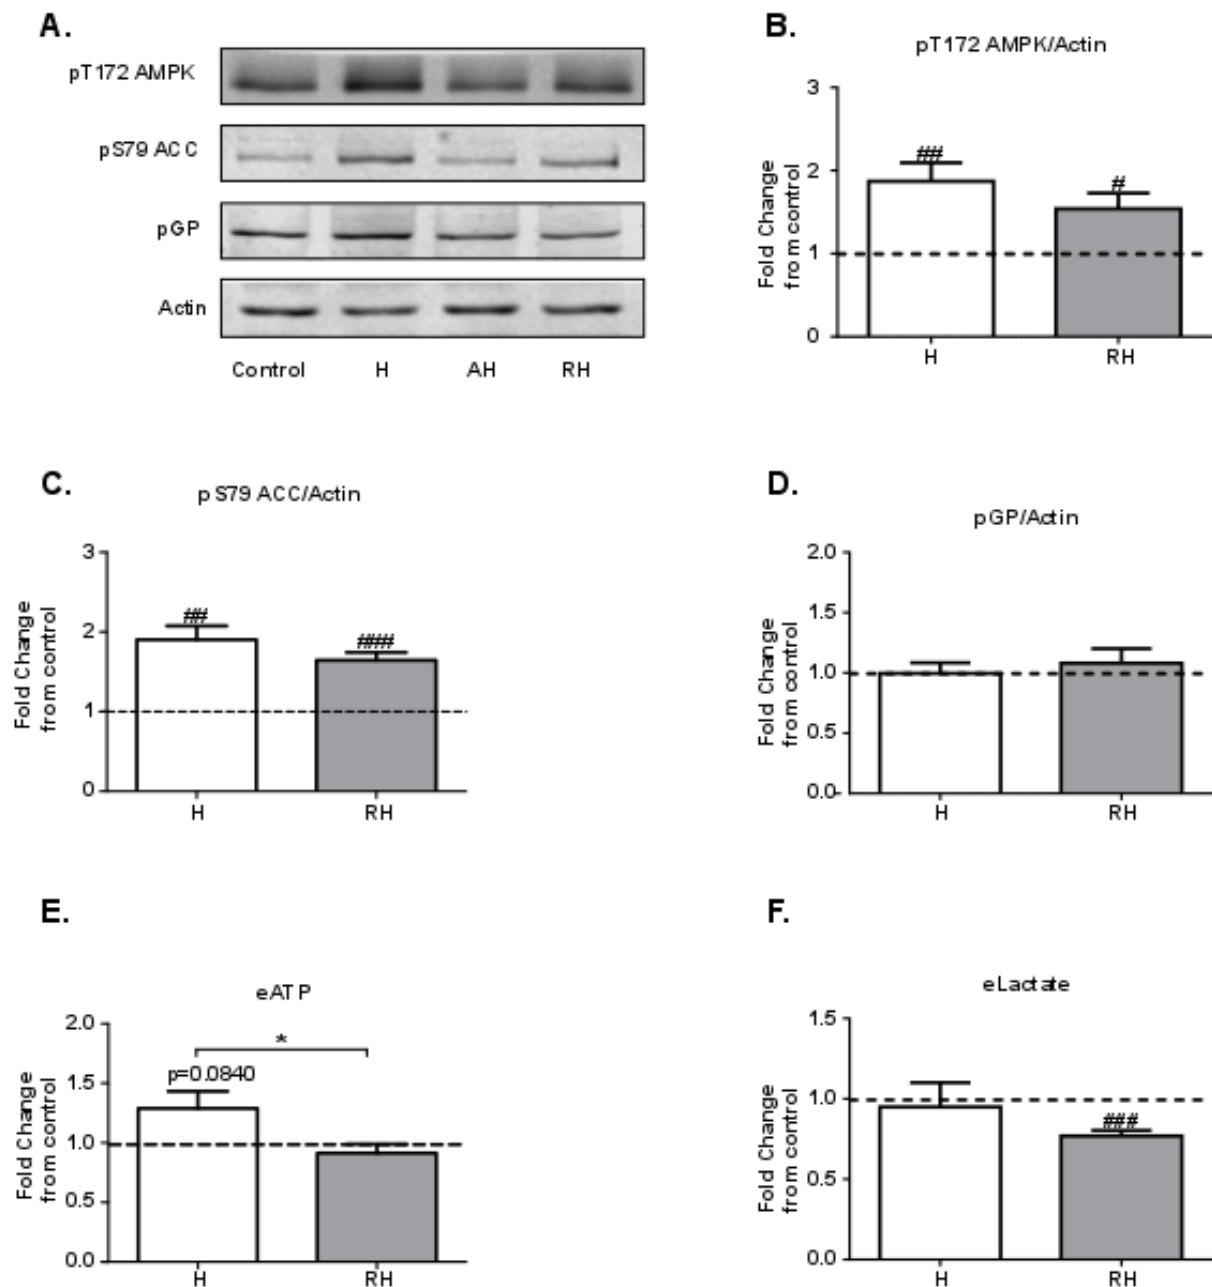 A.
pT172 AMPK
pS79 ACC
pGP
Actin
Control H AH RH
B.
pT172 AMPK/Actin
Fold Change
from control
3
2
1
0
##
#
H RH
C.
pS79 ACC/Actin
Fold Change
from control
3
2
1
0
##
####
H RH
D.
pGP/Actin
Fold Change
from control
2.0
1.5
1.0
0.5
0.0
H RH
E.
eATP
Fold Change
from control
2.0
1.5
1.0
0.5
0.0
*
p=0.0840
H RH
F.
eLactate
Fold Change
from control
1.5
1.0
0.5
0.0
###
H RH